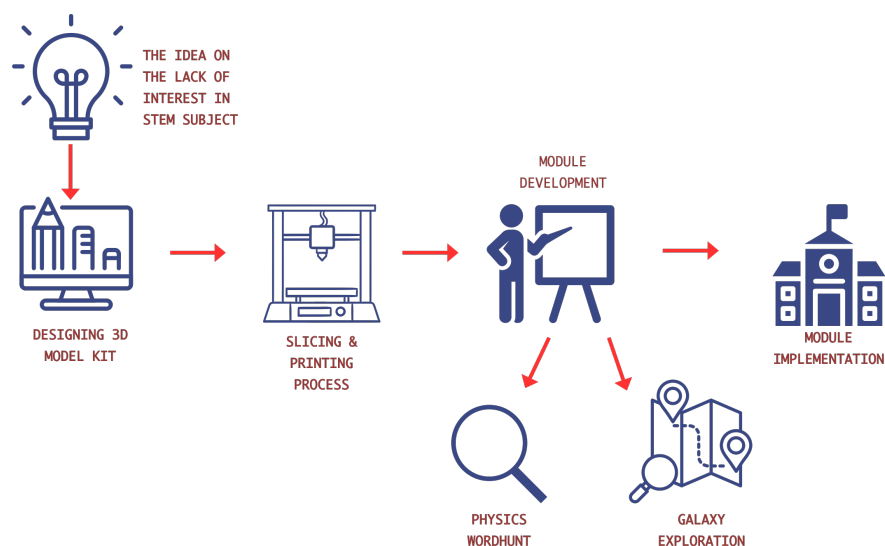 THE IDEA ON
THE LACK OF
INTEREST IN
STEM SUBJECT
DESIGNING 3D
MODEL KIT
SLICING &
PRINTING
PROCESS
MODULE
DEVELOPMENT
PHYSICS
WORDHUNT
GALAXY
EXPLORATION
MODULE
IMPLEMENTATION